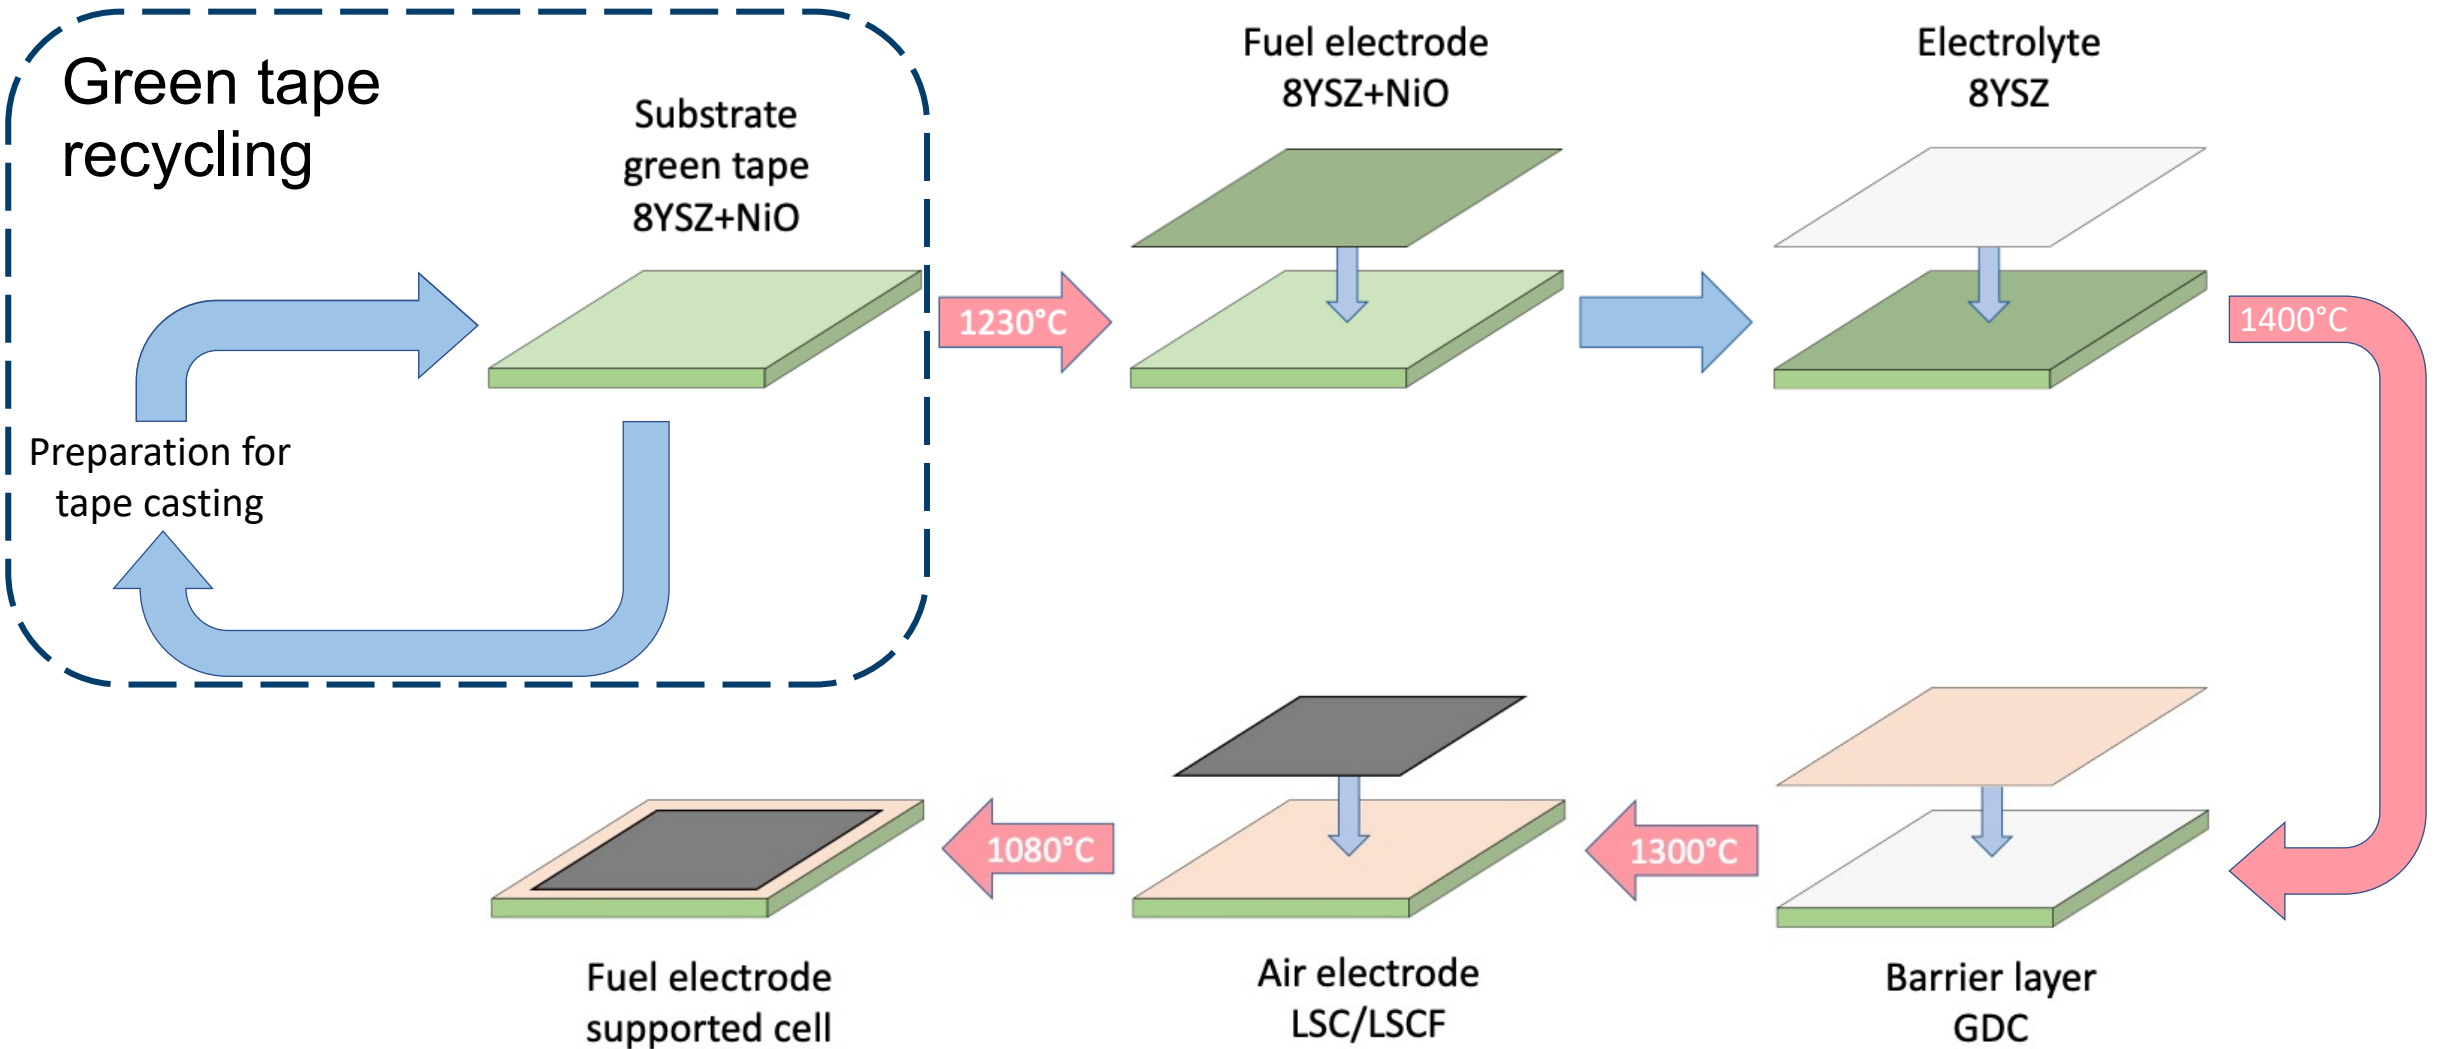 Green tape
recycling
Substrate
green tape
8YSZ+NiO
Preparation for
tape casting
1230°C
Fuel electrode
8YSZ+NiO
Electrolyte
8YSZ
1400°C
Barrier layer
GDC
1300°C
Air electrode
LSC/LSCF
1080°C
Fuel electrode
supported cell